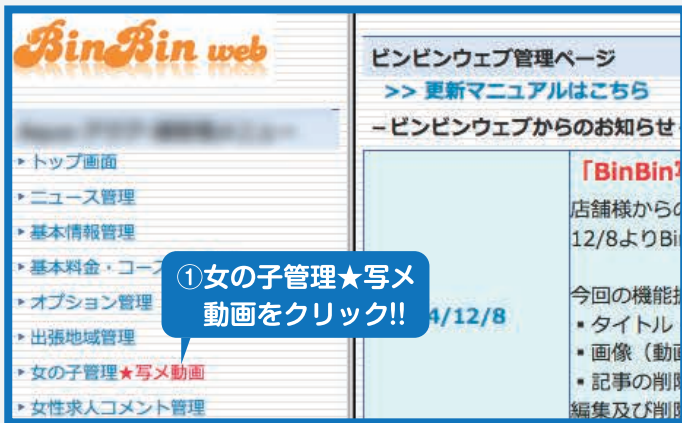 BinBin web
トップ画面
ニュース管理
基本情報管理
基本料金・コース
オプション管理
出張地域管理
女の子管理★写メ動画
女性求人コメント管理
①女の子管理★写メ
動画をクリック!!
ビンビンウェブ管理ページ
>> 更新マニュアルはこちら
−ビンビンウェブからのお知らせ
4/12/8
「BinBin
店舗様からの
12/8よりBi
今回の機能
▪タイトル
▪画像(動画
▪記事の削除
編集及び削除